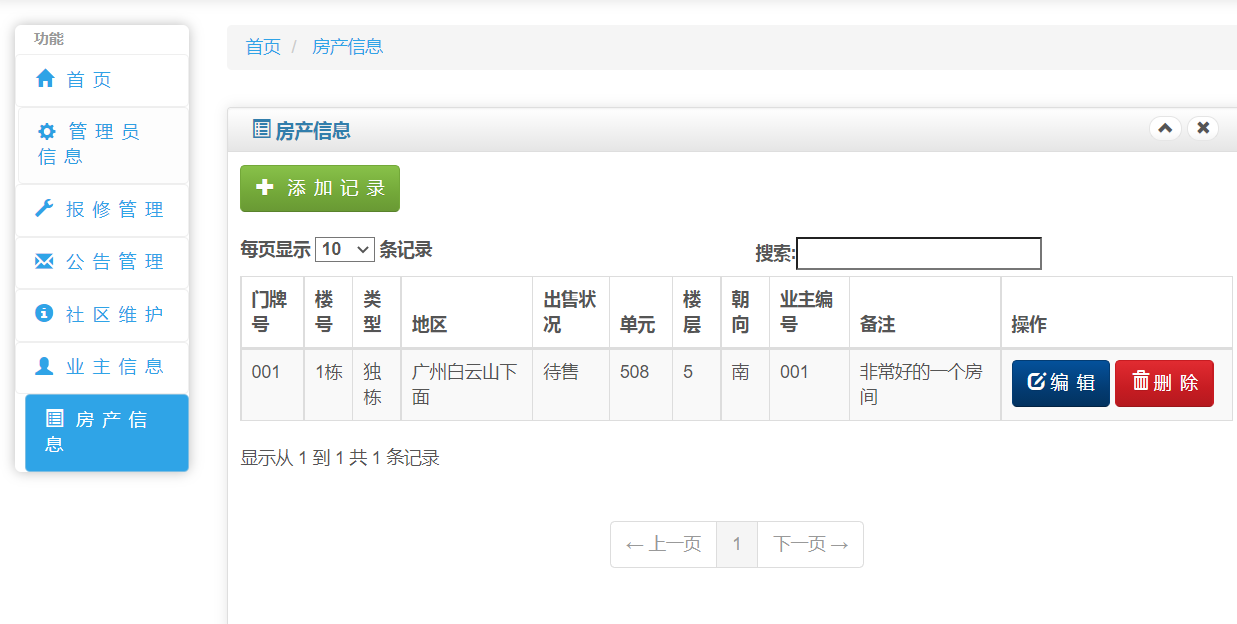 功能
首页
管理员
信息
报修管理
公告管理
社区维护
业主信息
房产信
息
首页 / 房产信息
房产信息
添加记录
每页显示 10 条记录
搜索:
门牌号 楼号 类型 地区 出售状况 单元 楼层 朝向 业主编号 备注 操作
001 1栋 独栋 广州白云山下面 待售 508 5 南 001 非常好的一个房间 编辑 删除
显示从 1 到 1 共 1 条记录
← 上一页 1 下一页 →